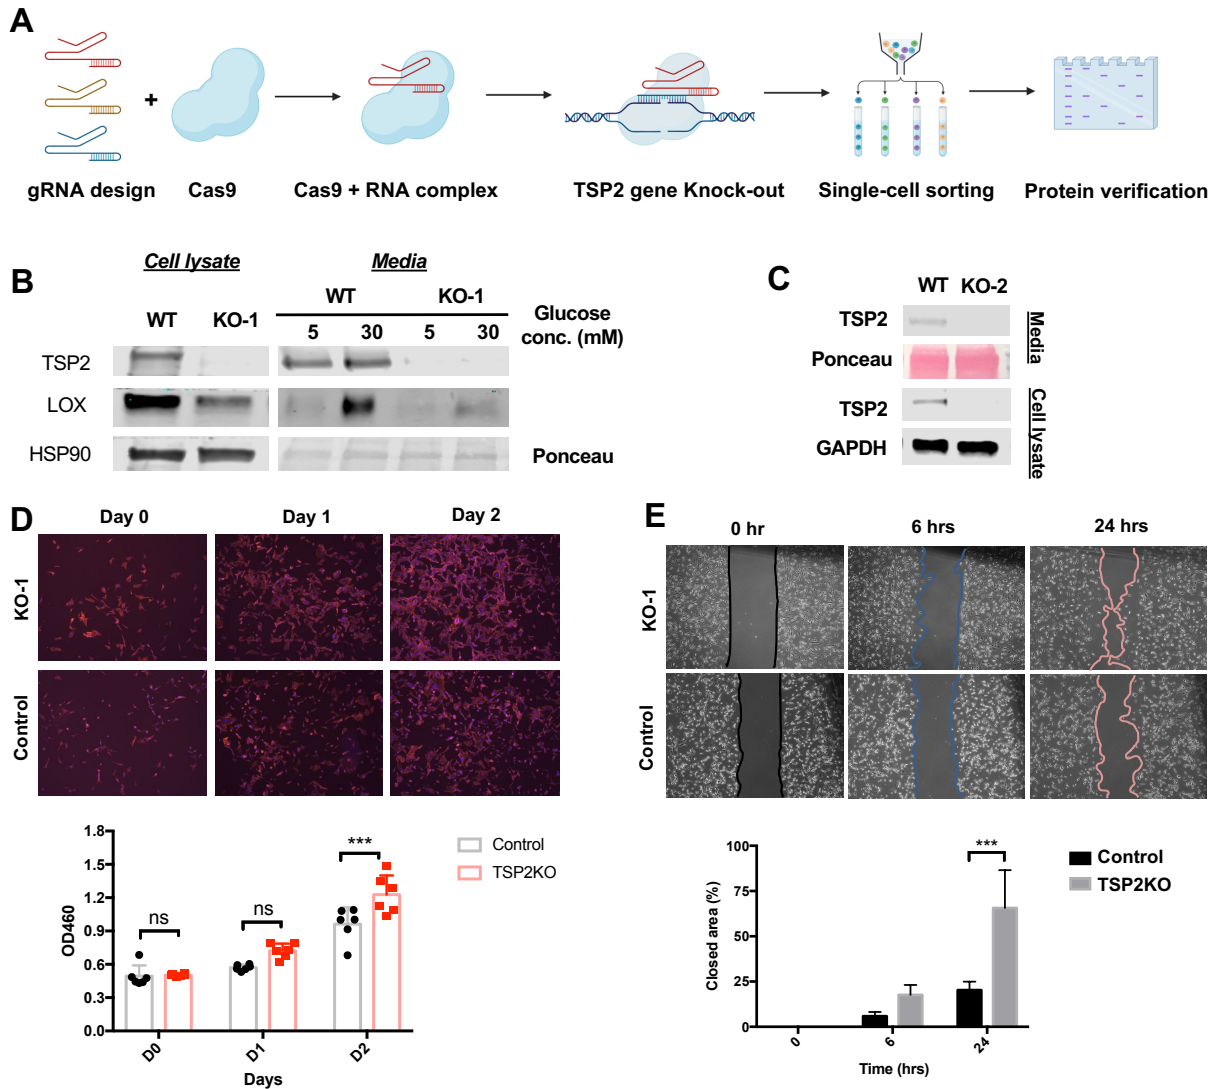 A
gRNA design
+
Cas9
Cas9 + RNA complex
TSP2 gene Knock-out
Single-cell sorting
Protein verification
B
Cell lysate
Media
WT
KO-1
WT
KO-1
5
30
5
30
Glucose
conc. (mM)
TSP2
LOX
HSP90
Ponceau
C
WT
KO-2
TSP2
Ponceau
Media
TSP2
GAPDH
Cell lysate
D
Day 0
Day 1
Day 2
KO-1
Control
1.8
1.5
1.2
0.9
0.6
0.3
0.0
OD460
ns
ns
***
D0
D1
D2
Days
Control
TSP2KO
E
0 hr
6 hrs
24 hrs
KO-1
Control
100
75
50
25
0
Closed area (%)
***
0
6
24
Time (hrs)
Control
TSP2KO